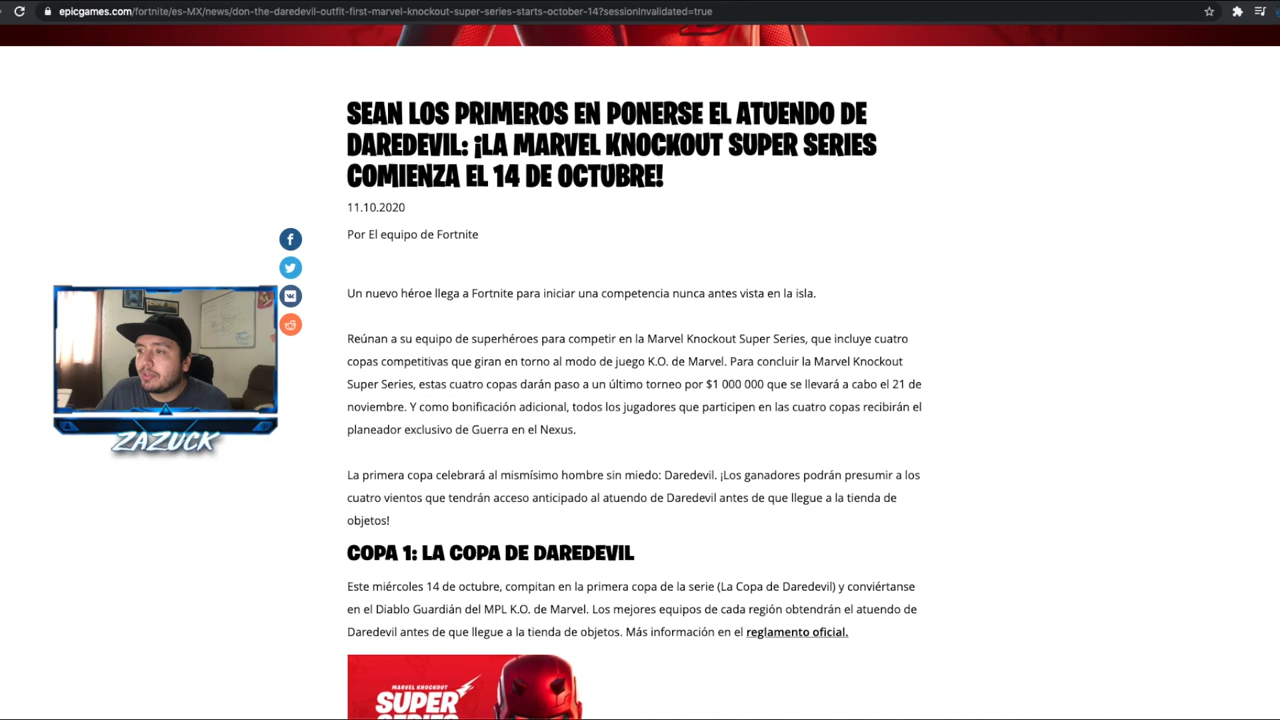 epicgames.com/fortnite/es-MX/news/don-the-daredevil-outfit-first-marvel-knockout-super-series-starts-october-14?sessionInvalidated=true
SEAN LOS PRIMEROS EN PONERSE EL ATUENDO DE
DAREDEVIL: ¡LA MARVEL KNOCKOUT SUPER SERIES
COMIENZA EL 14 DE OCTUBRE!
11.10.2020
Por El equipo de Fortnite
Un nuevo héroe llega a Fortnite para iniciar una competencia nunca antes vista en la isla.
Reúnan a su equipo de superhéroes para competir en la Marvel Knockout Super Series, que incluye cuatro
copas competitivas que giran en torno al modo de juego K.O. de Marvel. Para concluir la Marvel Knockout
Super Series, estas cuatro copas darán paso a un último torneo por $1 000 000 que se llevará a cabo el 21 de
noviembre. Y como bonificación adicional, todos los jugadores que participen en las cuatro copas recibirán el
planeador exclusivo de Guerra en el Nexus.
ZAZUCK
La primera copa celebrará al mismísimo hombre sin miedo: Daredevil. ¡Los ganadores podrán presumir a los
cuatro vientos que tendrán acceso anticipado al atuendo de Daredevil antes de que llegue a la tienda de
objetos!
COPA 1: LA COPA DE DAREDEVIL
Este miércoles 14 de octubre, compitan en la primera copa de la serie (La Copa de Daredevil) y conviértanse
en el Diablo Guardián del MPL K.O. de Marvel. Los mejores equipos de cada región obtendrán el atuendo de
Daredevil antes de que llegue a la tienda de objetos. Más información en el reglamento oficial.
MARVEL KNOCKOUT
SUPER
SERIES